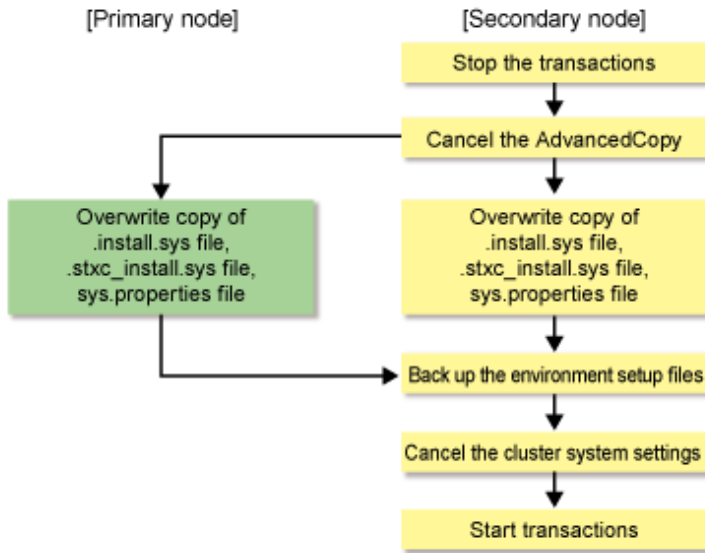 [Primary node]
[Secondary node]
Stop the transactions
Cancel the AdvancedCopy
Overwrite copy of
.install.sys file,
.stxc_install.sys file,
sys.properties file
Overwrite copy of
.install.sys file,
.stxc_install.sys file,
sys.properties file
Back up the environment setup files
Cancel the cluster system settings
Start transactions